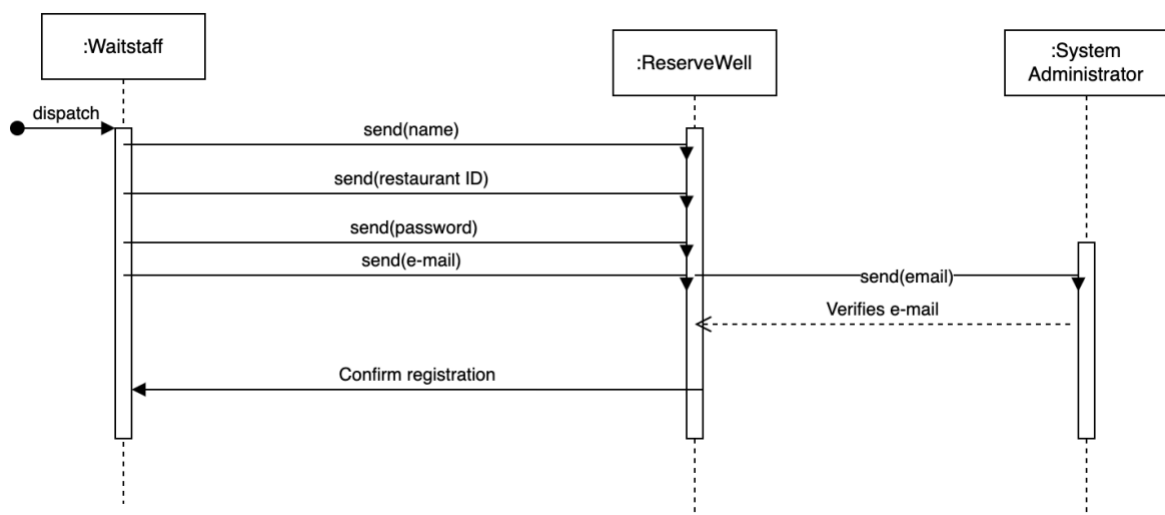 :Waitstaff
:ReserveWell
:System
Administrator
dispatch
send(name)
send(restaurant ID)
send(password)
send(e-mail)
send(email)
Verifies e-mail
Confirm registration